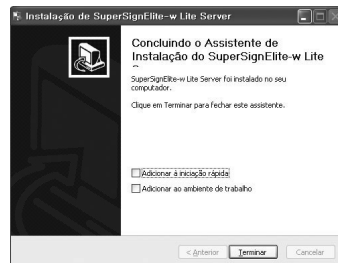 Instalação de SuperSignElite-w Lite Server
Concluindo o Assistente de
Instalação do SuperSignElite-w Lite
SuperSignElite-w Lite Server foi instalado no seu
computador.
Clique em Terminar para fechar este assistente.
Adicionar à iniciação rápida
Adicionar ao ambiente de trabalho
< Anterior
Terminar
Cancelar